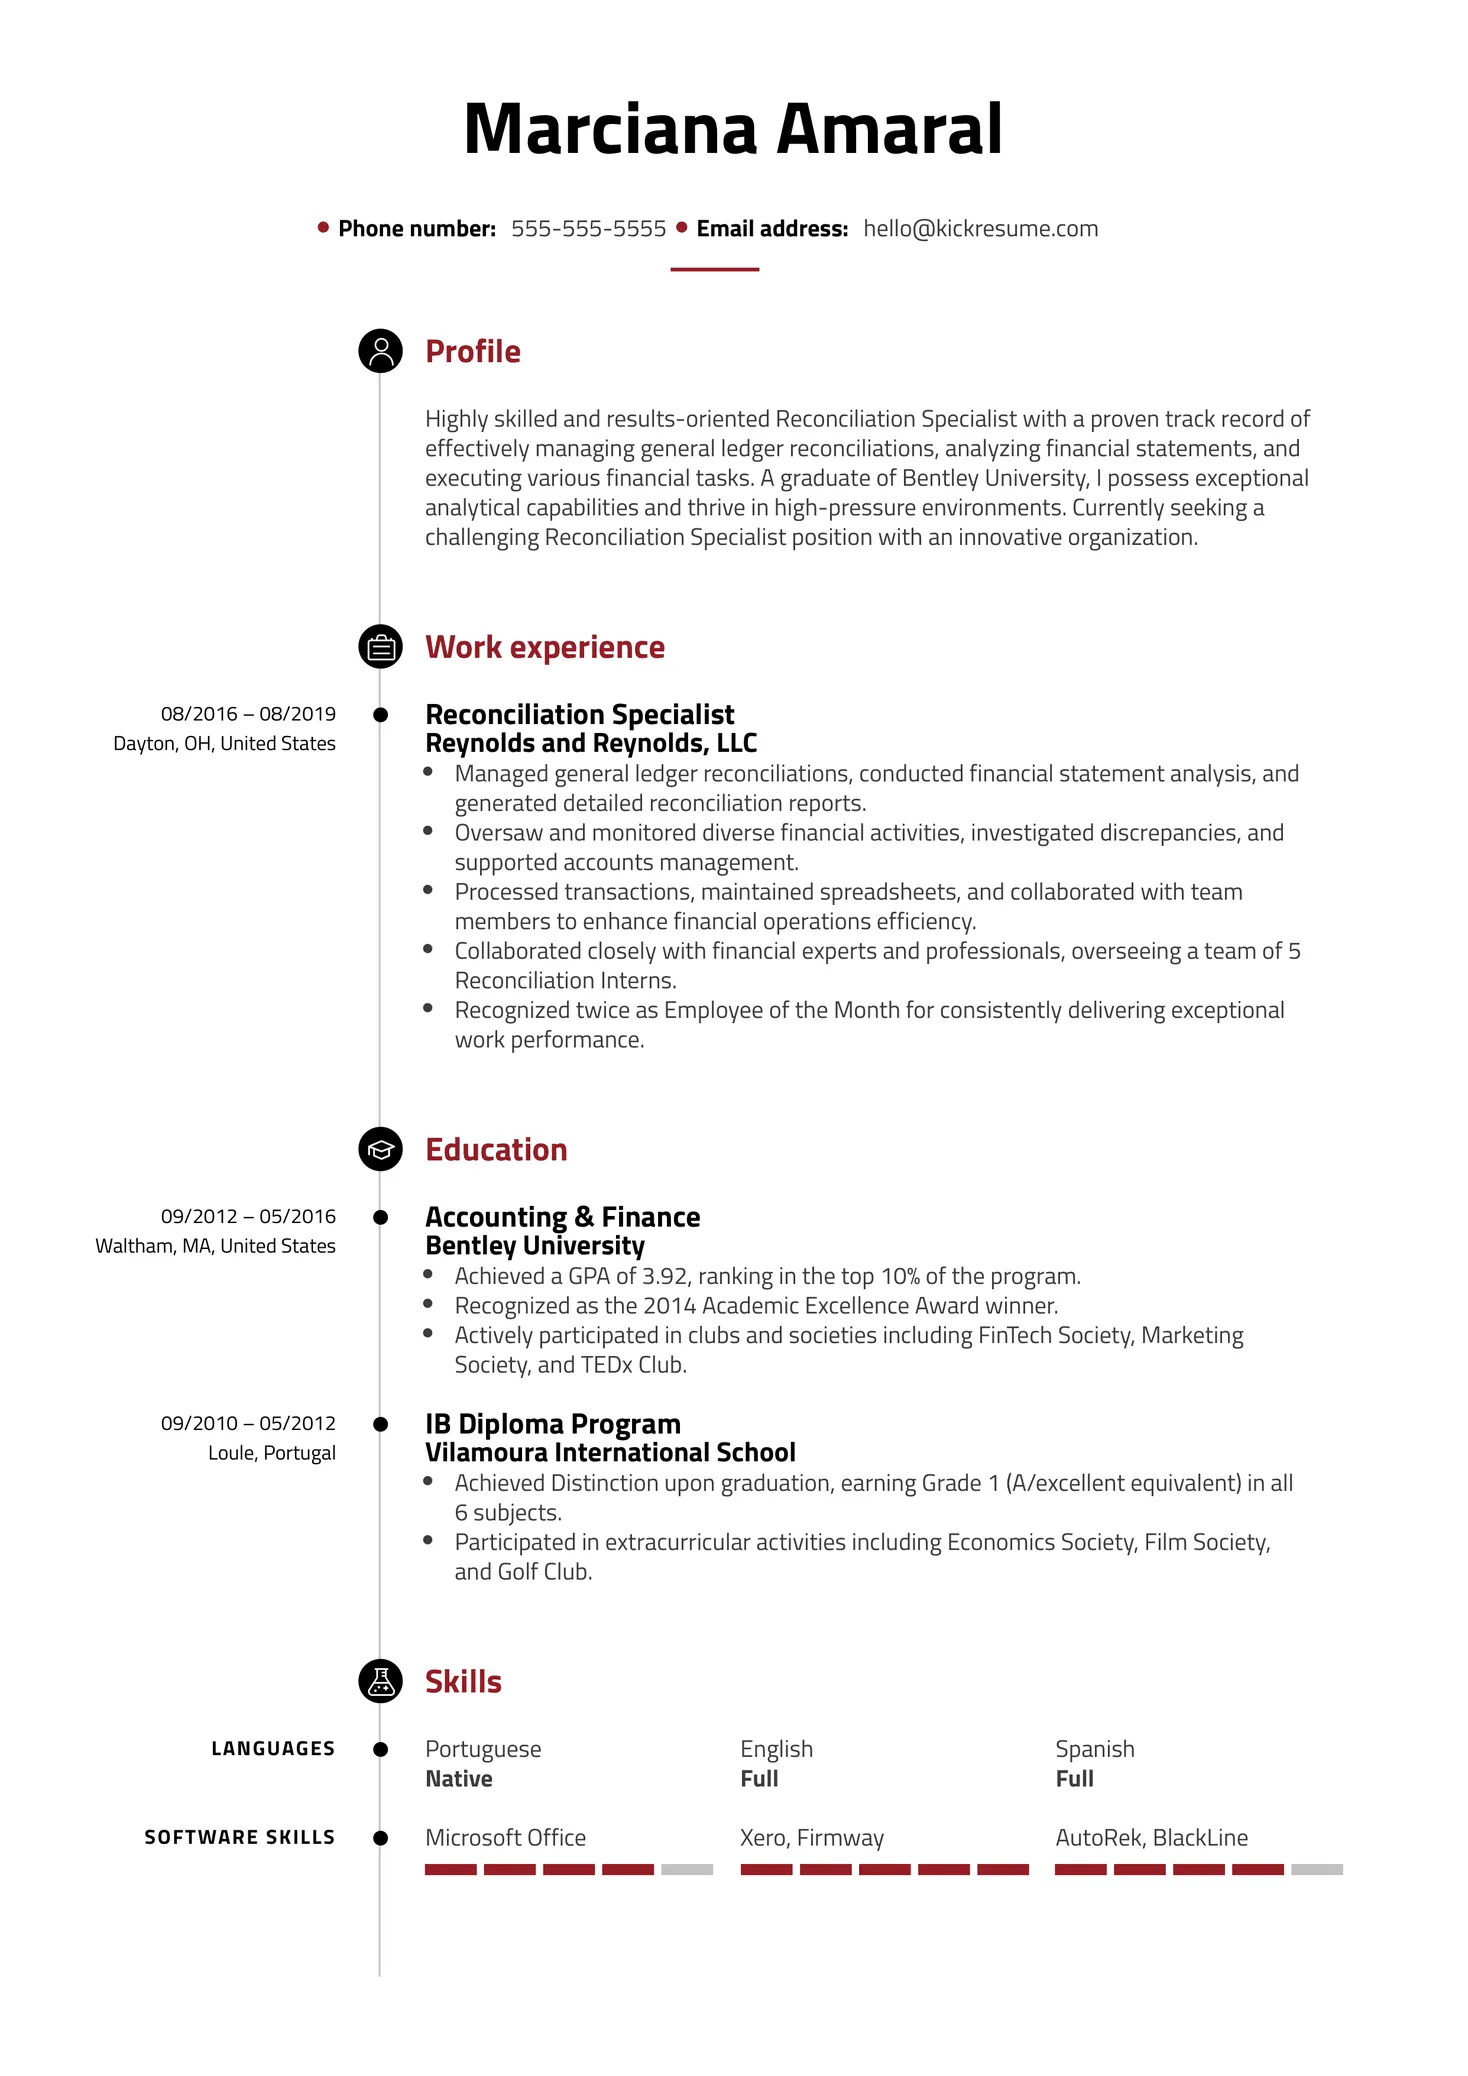 Marciana Amaral
• Phone number: 555-555-5555 • Email address: hello@kickresume.com
Profile
Highly skilled and results-oriented Reconciliation Specialist with a proven track record of
effectively managing general ledger reconciliations, analyzing financial statements, and
executing various financial tasks. A graduate of Bentley University, I possess exceptional
analytical capabilities and thrive in high-pressure environments. Currently seeking a
challenging Reconciliation Specialist position with an innovative organization.
Work experience
08/2016 – 08/2019
Dayton, OH, United States
Reconciliation Specialist
Reynolds and Reynolds, LLC
• Managed general ledger reconciliations, conducted financial statement analysis, and
generated detailed reconciliation reports.
• Oversaw and monitored diverse financial activities, investigated discrepancies, and
supported accounts management.
• Processed transactions, maintained spreadsheets, and collaborated with team
members to enhance financial operations efficiency.
• Collaborated closely with financial experts and professionals, overseeing a team of 5
Reconciliation Interns.
• Recognized twice as Employee of the Month for consistently delivering exceptional
work performance.
Education
09/2012 – 05/2016
Waltham, MA, United States
Accounting & Finance
Bentley University
• Achieved a GPA of 3.92, ranking in the top 10% of the program.
• Recognized as the 2014 Academic Excellence Award winner.
• Actively participated in clubs and societies including FinTech Society, Marketing
Society, and TEDx Club.
09/2010 – 05/2012
Loule, Portugal
IB Diploma Program
Vilamoura International School
• Achieved Distinction upon graduation, earning Grade 1 (A/excellent equivalent) in all
6 subjects.
• Participated in extracurricular activities including Economics Society, Film Society,
and Golf Club.
Skills
LANGUAGES
Portuguese English Spanish
Native Full Full
SOFTWARE SKILLS
Microsoft Office Xero, Firmway AutoRek, BlackLine